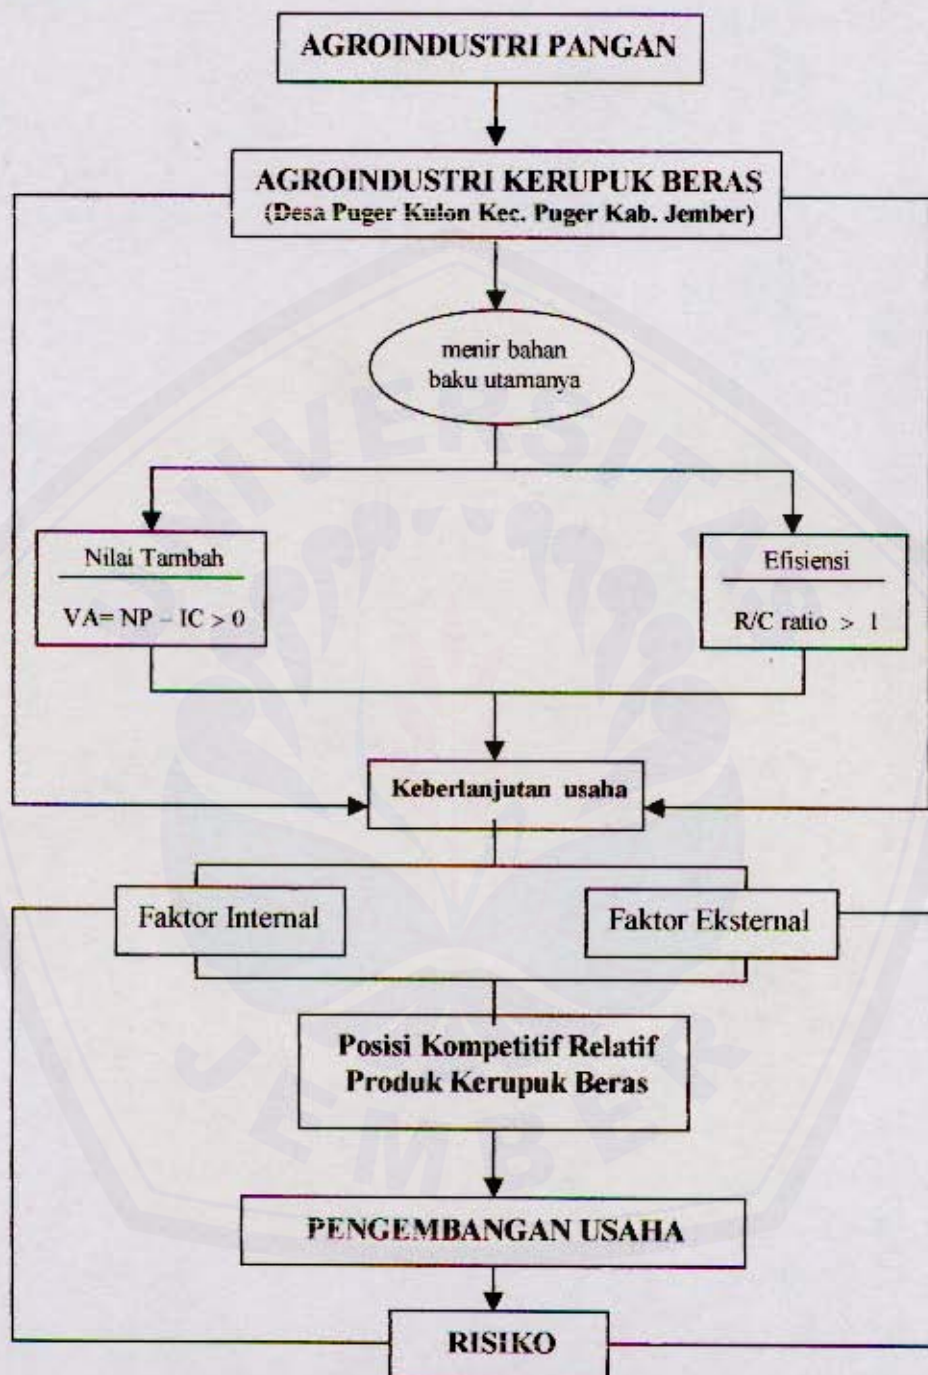 AGROINDUSTRI PANGAN
AGROINDUSTRI KERUPUK BERAS
(Desa Puger Kulon Kec. Puger Kab. Jember)
menir bahan
baku utamanya
Nilai Tambah
VA= NP – IC > 0
Efisiensi
R/C ratio > 1
Keberlanjutan usaha
Faktor Internal
Faktor Eksternal
Posisi Kompetitif Relatif
Produk Kerupuk Beras
PENGEMBANGAN USAHA
RISIKO
UNIVERSITAS
JEMBER